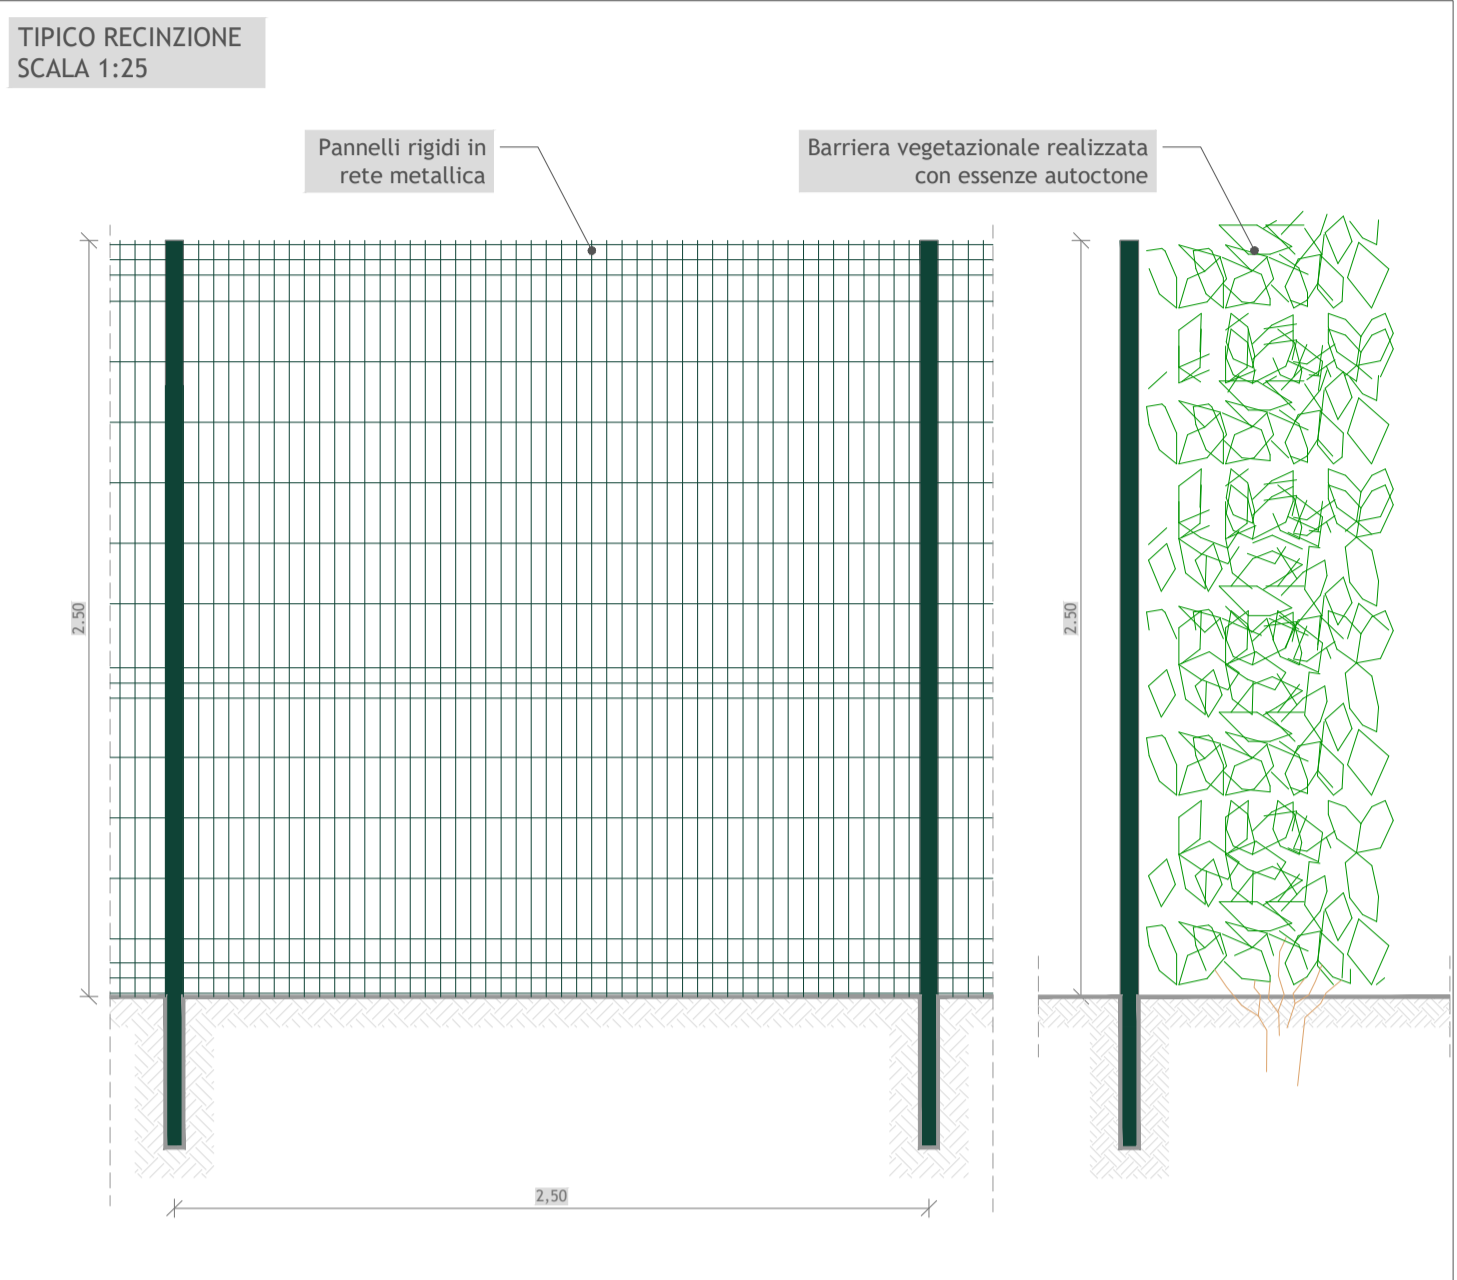 TIPICO RECINZIONE
SCALA 1:25
Pannelli rigidi in
rete metallica
Barriera vegetazionale realizzata
con essenze autoctone
2.50
2.50
2,50